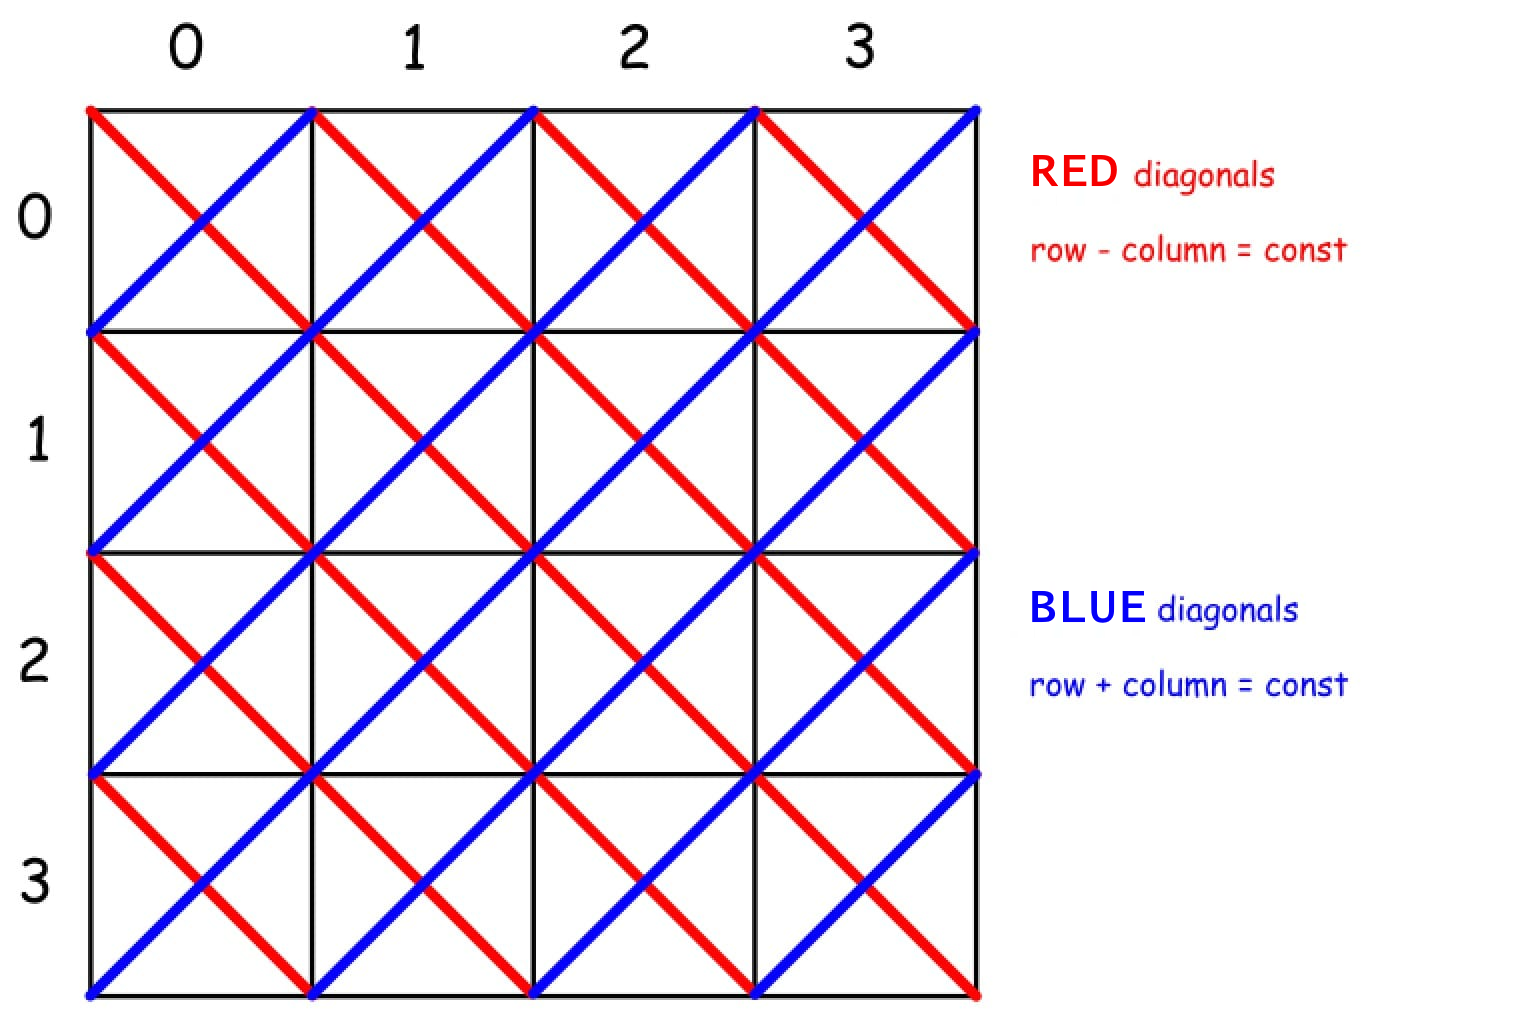 0 1 2 3
0
RED diagonals
row - column = const
1
2
BLUE diagonals
row + column = const
3